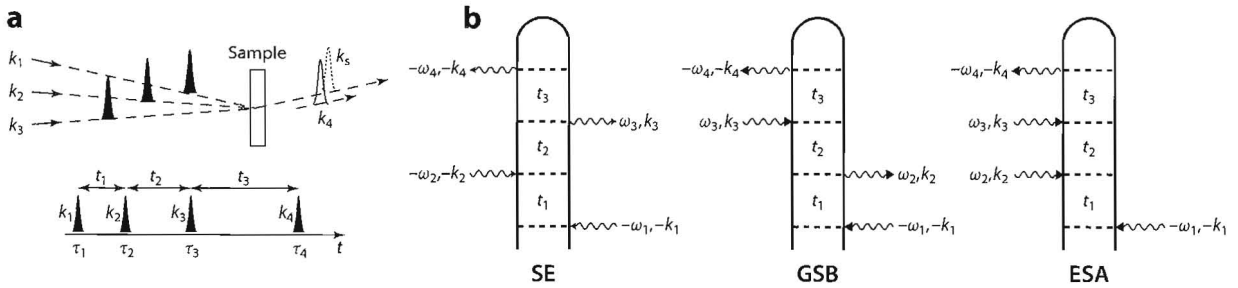 a
k₁
k₂
k₃
Sample
kₛ
k₄
t₁ t₂ t₃
k₁ k₂ k₃ k₄
τ₁ τ₂ τ₃ τ₄ t
b
-ω₄,-k₄
t₃
ω₃,k₃
t₂
-ω₂,-k₂
t₁
-ω₁,-k₁
SE
-ω₄,-k₄
t₃
ω₃,k₃
t₂
ω₂,k₂
t₁
-ω₁,-k₁
GSB
-ω₄,-k₄
t₃
ω₃,k₃
t₂
ω₂,k₂
t₁
-ω₁,-k₁
ESA